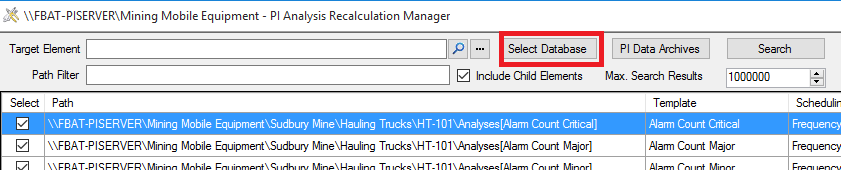 \\FBAT-PISERVER\Mining Mobile Equipment - PI Analysis Recalculation Manager
Target Element ... Select Database PI Data Archives Search
Path Filter Include Child Elements Max. Search Results 1000000
Select Path Template Scheduling
\\FBAT-PISERVER\Mining Mobile Equipment\Sudbury Mine\Hauling Trucks\HT-101\Analyses[Alarm Count Critical] Alarm Count Critical Frequency
\\FBAT-PISERVER\Mining Mobile Equipment\Sudbury Mine\Hauling Trucks\HT-101\Analyses[Alarm Count Major] Alarm Count Major Frequency
\\FBAT-PISERVER\Mining Mobile Equipment\Sudbury Mine\Hauling Trucks\HT-101\Analyses[Alarm Count Minor] Alarm Count Minor Frequency